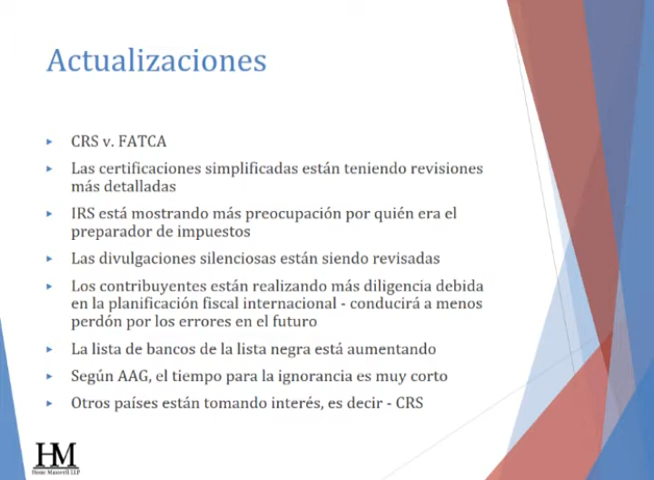 Actualizaciones
CRS v. FATCA
Las certificaciones simplificadas están teniendo revisiones
más detalladas
IRS está mostrando más preocupación por quién era el
preparador de impuestos
Las divulgaciones silenciosas están siendo revisadas
Los contribuyentes están realizando más diligencia debida
en la planificación fiscal internacional - conducirá a menos
perdón por los errores en el futuro
La lista de bancos de la lista negra está aumentando
Según AAG, el tiempo para la ignorancia es muy corto
Otros países están tomando interés, es decir - CRS
HM